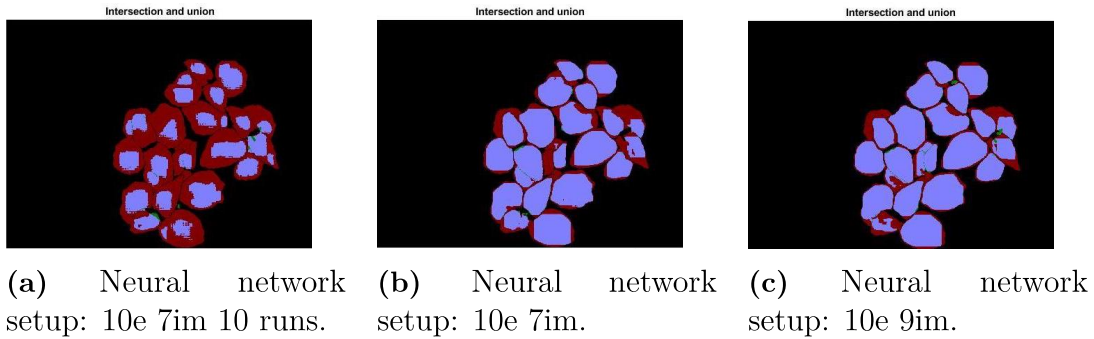 Intersection and union
Intersection and union
Intersection and union
(a) Neural network
setup: 10e 7im 10 runs.
(b) Neural network
setup: 10e 7im.
(c) Neural network
setup: 10e 9im.